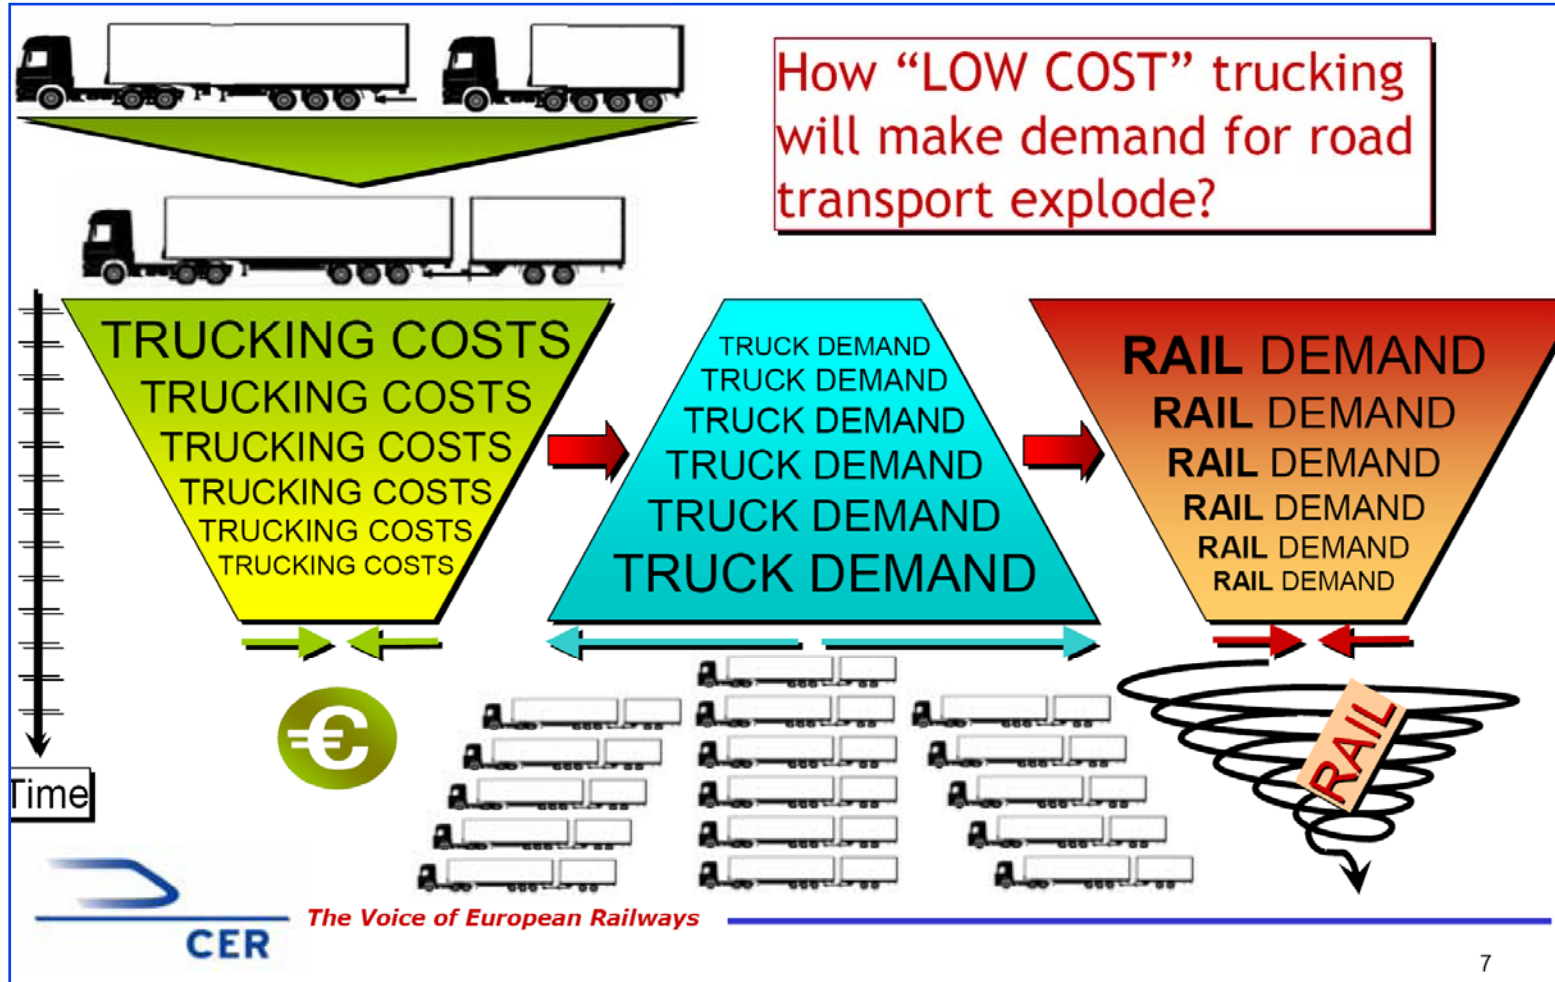 How “LOW COST” trucking
will make demand for road
transport explode?
TRUCKING COSTS
TRUCKING COSTS
TRUCKING COSTS
TRUCKING COSTS
TRUCKING COSTS
TRUCKING COSTS
TRUCK DEMAND
TRUCK DEMAND
TRUCK DEMAND
TRUCK DEMAND
TRUCK DEMAND
TRUCK DEMAND
RAIL DEMAND
RAIL DEMAND
RAIL DEMAND
RAIL DEMAND
RAIL DEMAND
RAIL DEMAND
€
RAIL
Time
CER
The Voice of European Railways
7